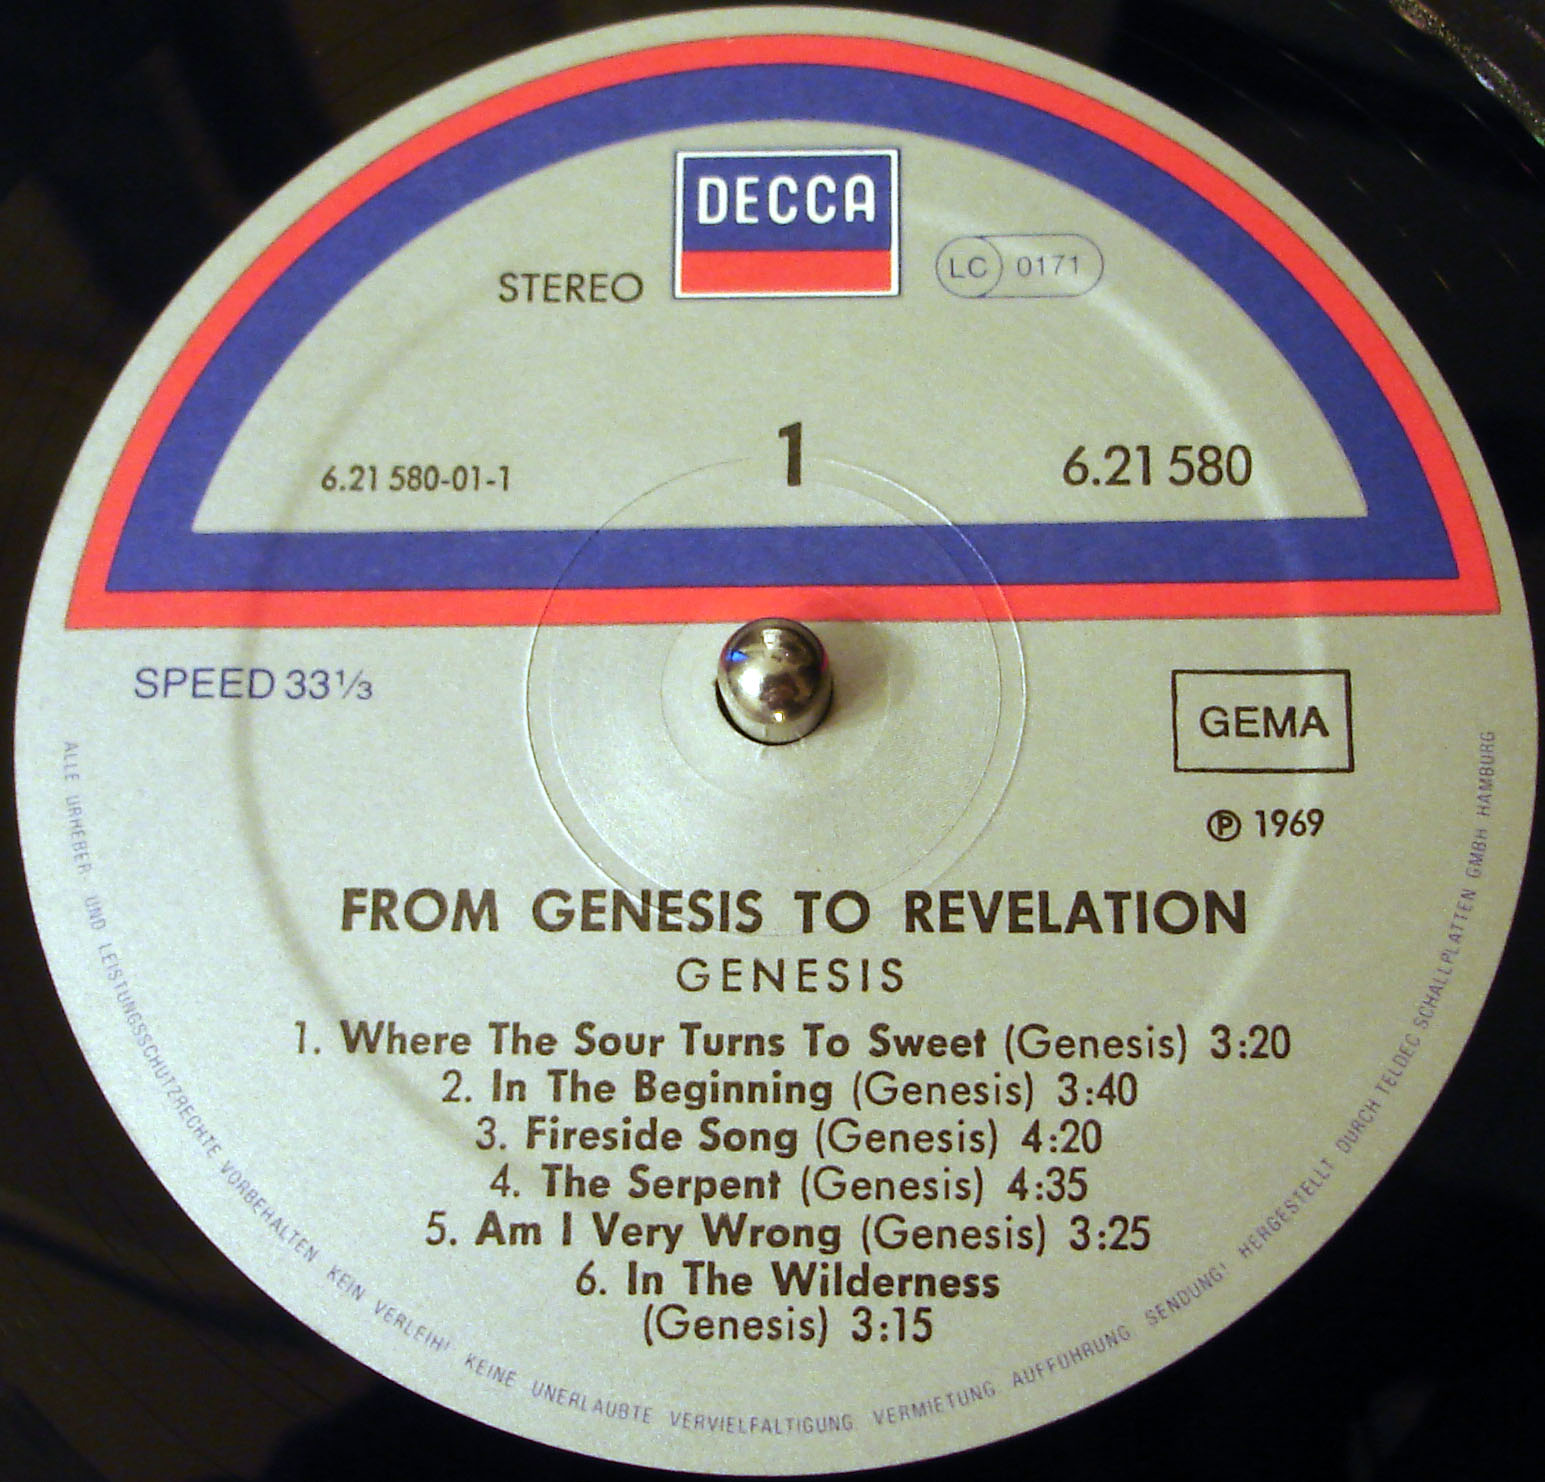 DECCA
STEREO
LC 0171
1
6.21 580-01-1
6.21 580
SPEED 33⅓
GEMA
℗ 1969
FROM GENESIS TO REVELATION
GENESIS
1. Where The Sour Turns To Sweet (Genesis) 3:20
2. In The Beginning (Genesis) 3:40
3. Fireside Song (Genesis) 4:20
4. The Serpent (Genesis) 4:35
5. Am I Very Wrong (Genesis) 3:25
6. In The Wilderness
(Genesis) 3:15
ALLE URHEBER- UND LEISTUNGSSCHUTZRECHTE VORBEHALTEN KEIN VERLEIH! KEINE UNERLAUBTE VERVIELFÄLTIGUNG. VERMIETUNG. AUFFÜHRUNG. SENDUNG! HERGESTELLT DURCH TELDEC SCHALLPLATTEN GMBH HAMBURG